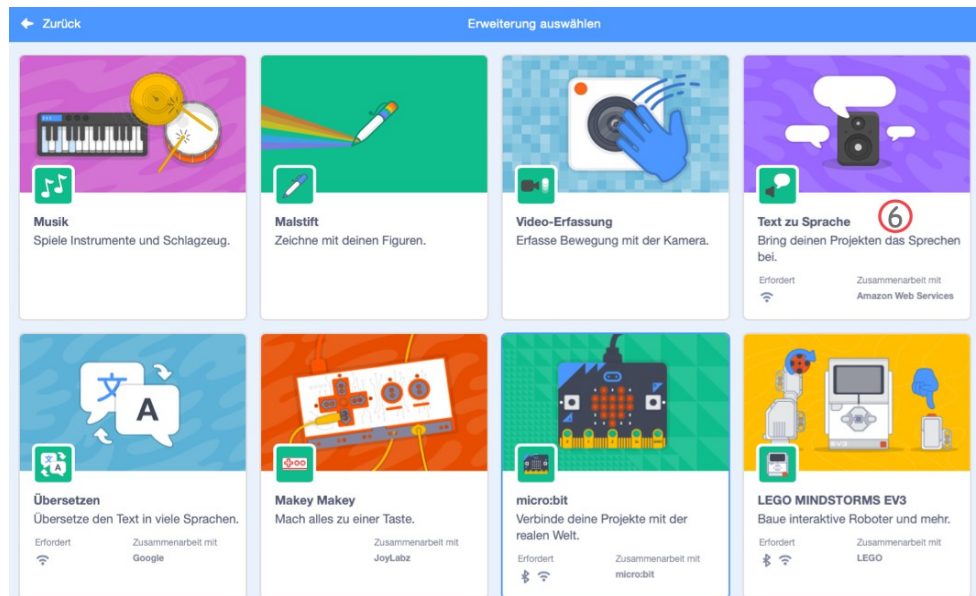 Zurück
Erweiterung auswählen
Musik
Spiele Instrumente und Schlagzeug.
Malstift
Zeichne mit deinen Figuren.
Video-Erfassung
Erfasse Bewegung mit der Kamera.
Text zu Sprache
6
Bring deinen Projekten das Sprechen
bei.
Erfordert
Zusammenarbeit mit
Amazon Web Services
文
A
Übersetzen
Übersetze den Text in viele Sprachen.
Erfordert
Zusammenarbeit mit
Google
Makey Makey
Mach alles zu einer Taste.
Zusammenarbeit mit
JoyLabz
micro:bit
Verbinde deine Projekte mit der
realen Welt.
Erfordert
Zusammenarbeit mit
micro:bit
EV3
LEGO MINDSTORMS EV3
Baue interaktive Roboter und mehr.
Erfordert
Zusammenarbeit mit
LEGO